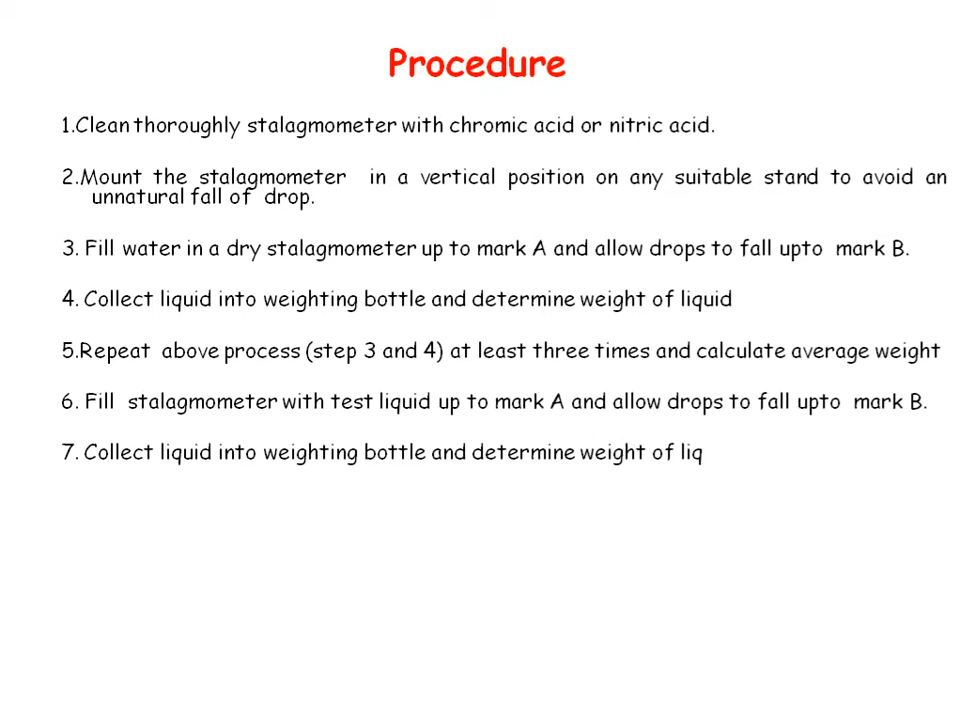 Procedure
1.Clean thoroughly stalagmometer with chromic acid or nitric acid.
2.Mount the stalagmometer in a vertical position on any suitable stand to avoid an
unnatural fall of drop.
3. Fill water in a dry stalagmometer up to mark A and allow drops to fall upto mark B.
4. Collect liquid into weighting bottle and determine weight of liquid
5.Repeat above process (step 3 and 4) at least three times and calculate average weight
6. Fill stalagmometer with test liquid up to mark A and allow drops to fall upto mark B.
7. Collect liquid into weighting bottle and determine weight of liq